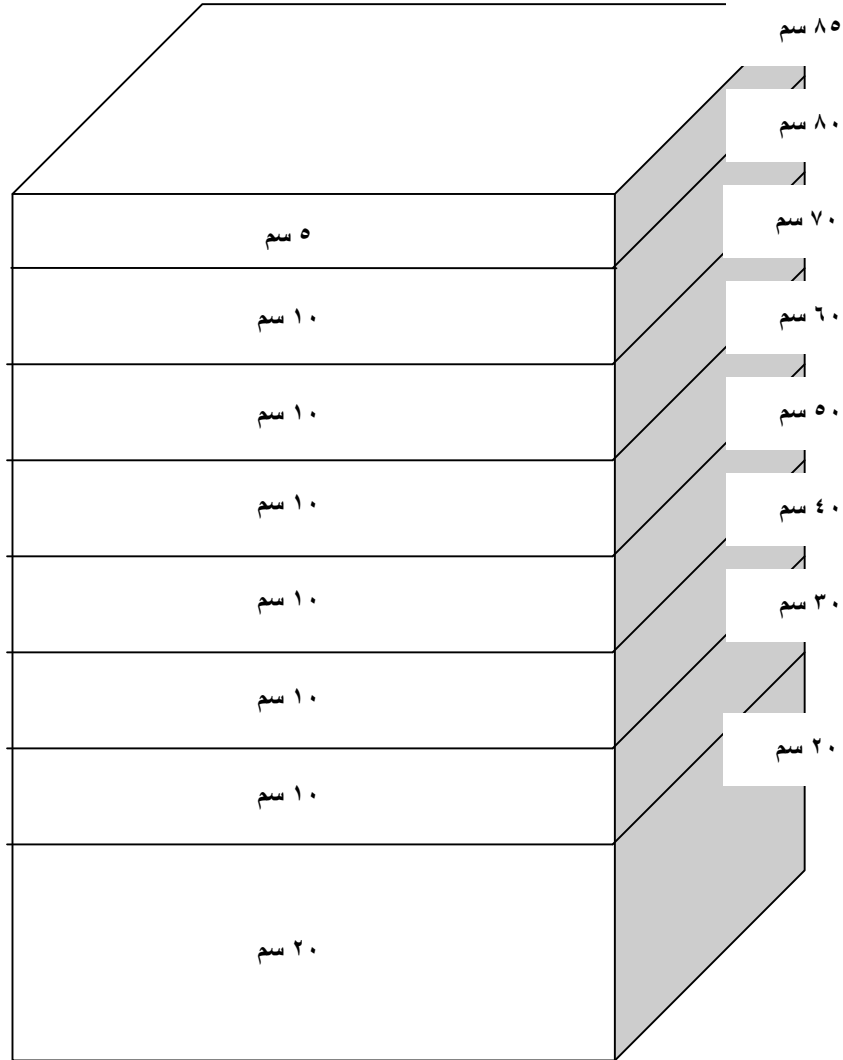 ٨٥ سم
٨٠ سم
٧٠ سم
٥ سم
٦٠ سم
١٠ سم
٥٠ سم
١٠ سم
٤٠ سم
١٠ سم
٣٠ سم
١٠ سم
١٠ سم
٢٠ سم
١٠ سم
٢٠ سم